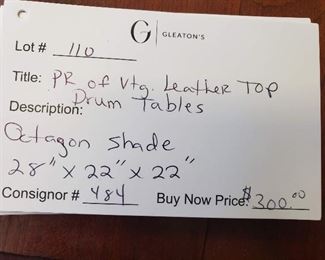 G | GLEATON'S
Lot # 110
Title: PR of Vtg. Leather Top
Drum Tables
Description:
Octagon shade
28" x 22" x 22"
Consignor # 484 Buy Now Price: $300.00